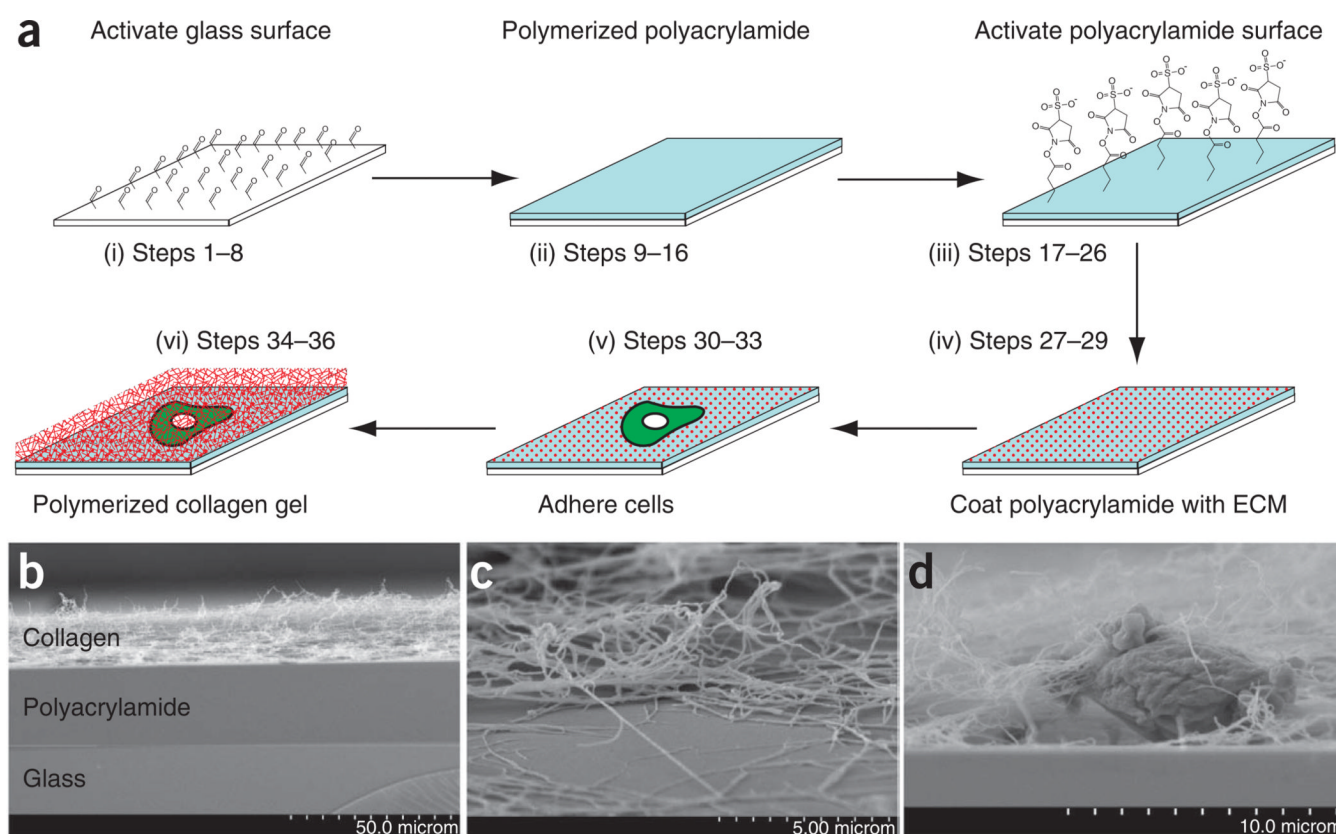 a
Activate glass surface
Polymerized polyacrylamide
Activate polyacrylamide surface
(i) Steps 1–8
(ii) Steps 9–16
(iii) Steps 17–26
(vi) Steps 34–36
(v) Steps 30–33
(iv) Steps 27–29
Polymerized collagen gel
Adhere cells
Coat polyacrylamide with ECM
b
Collagen
Polyacrylamide
Glass
50.0 microm
c
5.00 microm
d
10.0 microm